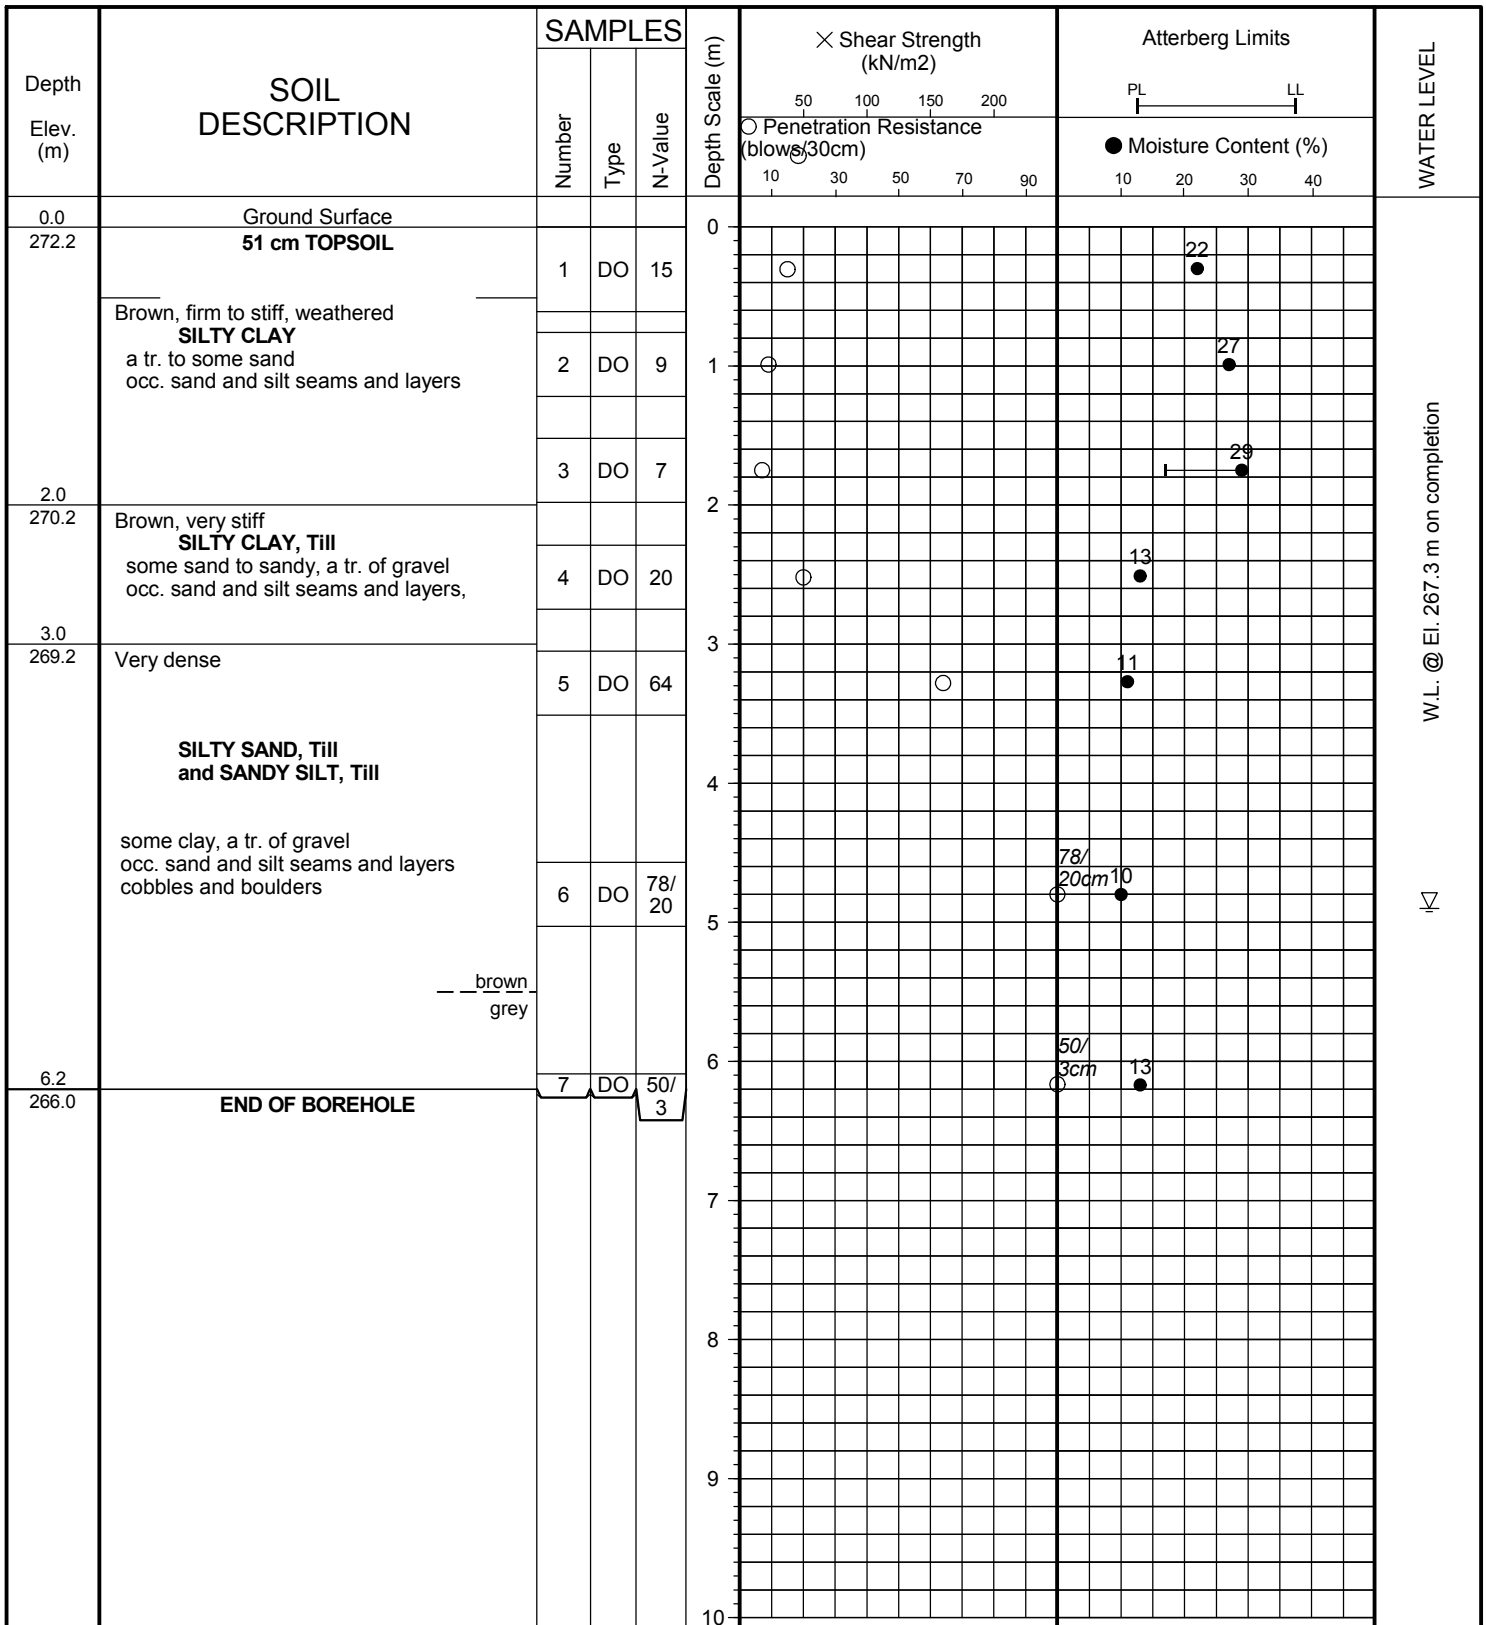 Depth
Elev.
(m)
SOIL
DESCRIPTION
SAMPLES
Number
Type
N-Value
Depth Scale (m)
× Shear Strength
(kN/m2)
50 100 150 200
○ Penetration Resistance
(blows/30cm)
10 30 50 70 90
Atterberg Limits
PL LL
● Moisture Content (%)
10 20 30 40
WATER LEVEL
0.0 Ground Surface
0
272.2 51 cm TOPSOIL
22
1 DO 15
Brown, firm to stiff, weathered
SILTY CLAY
27
a tr. to some sand
2 DO 9
1
occ. sand and silt seams and layers
29
3 DO 7
2.0
2
270.2 Brown, very stiff
SILTY CLAY, Till
13
some sand to sandy, a tr. of gravel
4 DO 20
occ. sand and silt seams and layers,
3.0
3
269.2 Very dense
11
5 DO 64
SILTY SAND, Till
and SANDY SILT, Till
4
some clay, a tr. of gravel
occ. sand and silt seams and layers
cobbles and boulders
6 DO 78/
20
78/
20cm 10
5
brown
grey
50/
3cm 13
6
6.2
7 DO 50/
3
266.0 END OF BOREHOLE
7
8
9
10
W.L. @ El. 267.3 m on completion